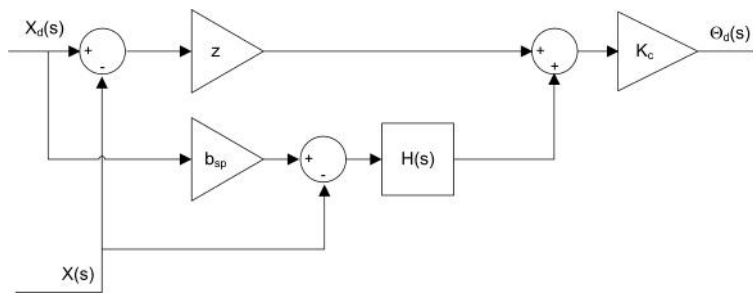 X_d(s)
+
-
z
+
+
K_c
Θ_d(s)
b_sp
+
-
H(s)
X(s)